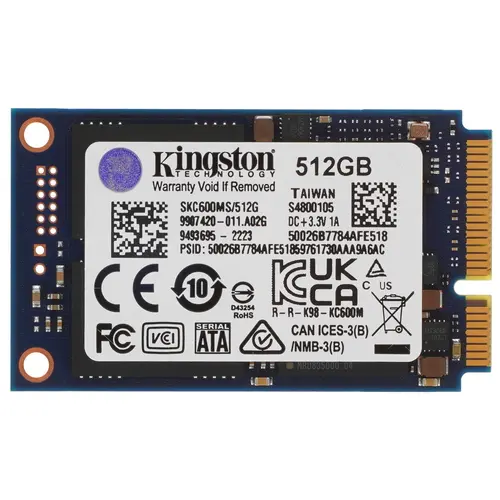 Kingston 512GB
TECHNOLOGY
Warranty Void If Removed
TAIWAN
SKC600MS/512G S4800105
9907420-011.A02G DC+3.3V 1A
9493695 - 2223 50026B7784AFE518
PSID: 50026B7784AFE51859761730AAA9A6AC
CE 10 D43254 RoHS UK CA C US
R-R-K98-KC600M
FC VCI SERIAL ATA CAN ICES-3(B)
/NMB-3(B)